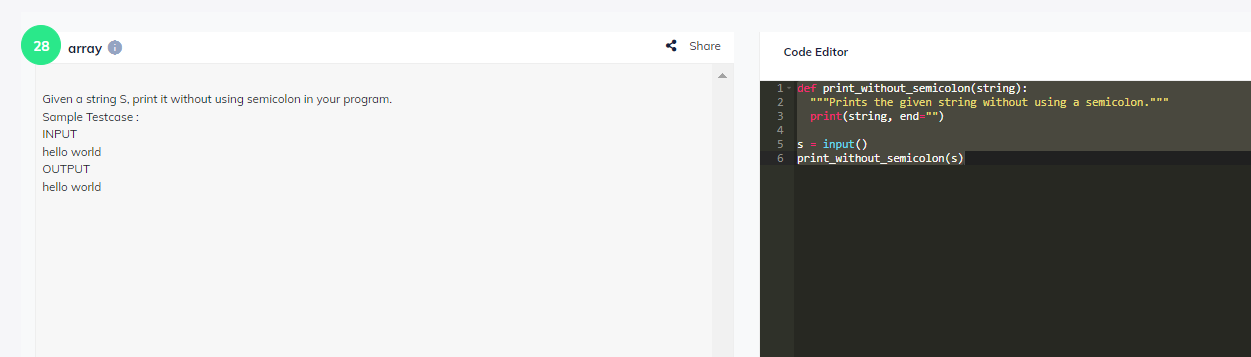 28 array i Share
Given a string S, print it without using semicolon in your program.
Sample Testcase :
INPUT
hello world
OUTPUT
hello world
Code Editor
1 def print_without_semicolon(string):
2   """Prints the given string without using a semicolon."""
3   print(string, end="")
4
5 s = input()
6 print_without_semicolon(s)